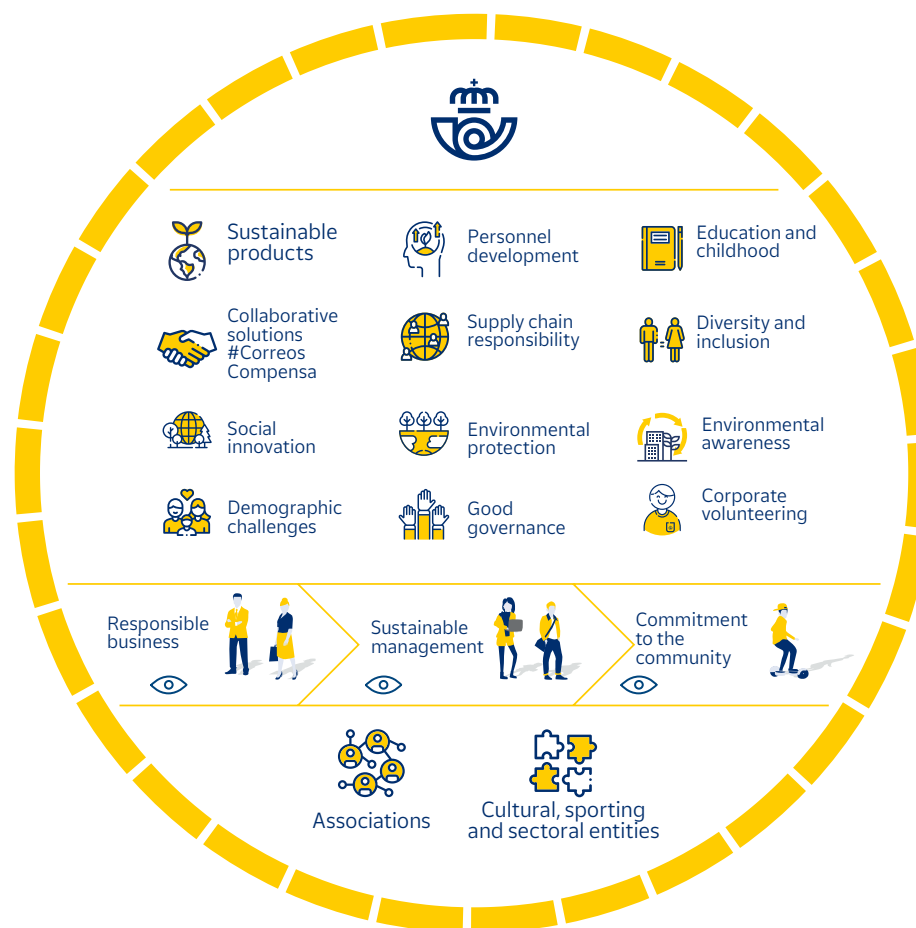 Sustainable
products
Personnel
development
Education and
childhood
Collaborative
solutions
#Correos
Compensa
Supply chain
responsibility
Diversity and
inclusion
Social
innovation
Environmental
protection
Environmental
awareness
Demographic
challenges
Good
governance
Corporate
volunteering
Responsible
business
Sustainable
management
Commitment
to the
community
Associations
Cultural, sporting
and sectoral entities